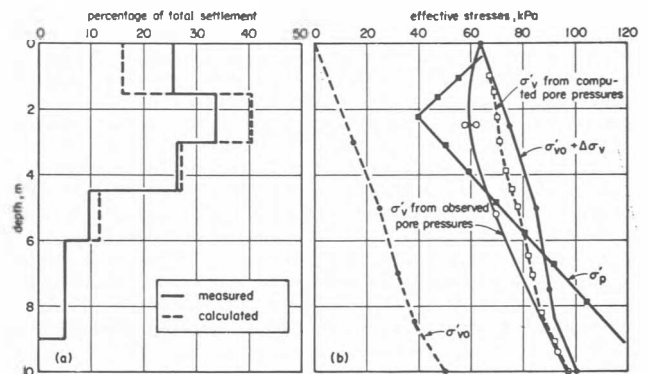 percentage of total settlement
0 10 20 30 40 50
effective stresses, kPa
0 20 40 60 80 100 120
depth, m
0
2
4
6
8
10
measured
calculated
(a)
σ'v from compu-
ted pore pressures
σ'vo + Δσv
σ'v from observed
pore pressures
σ'p
σ'vo
(b)